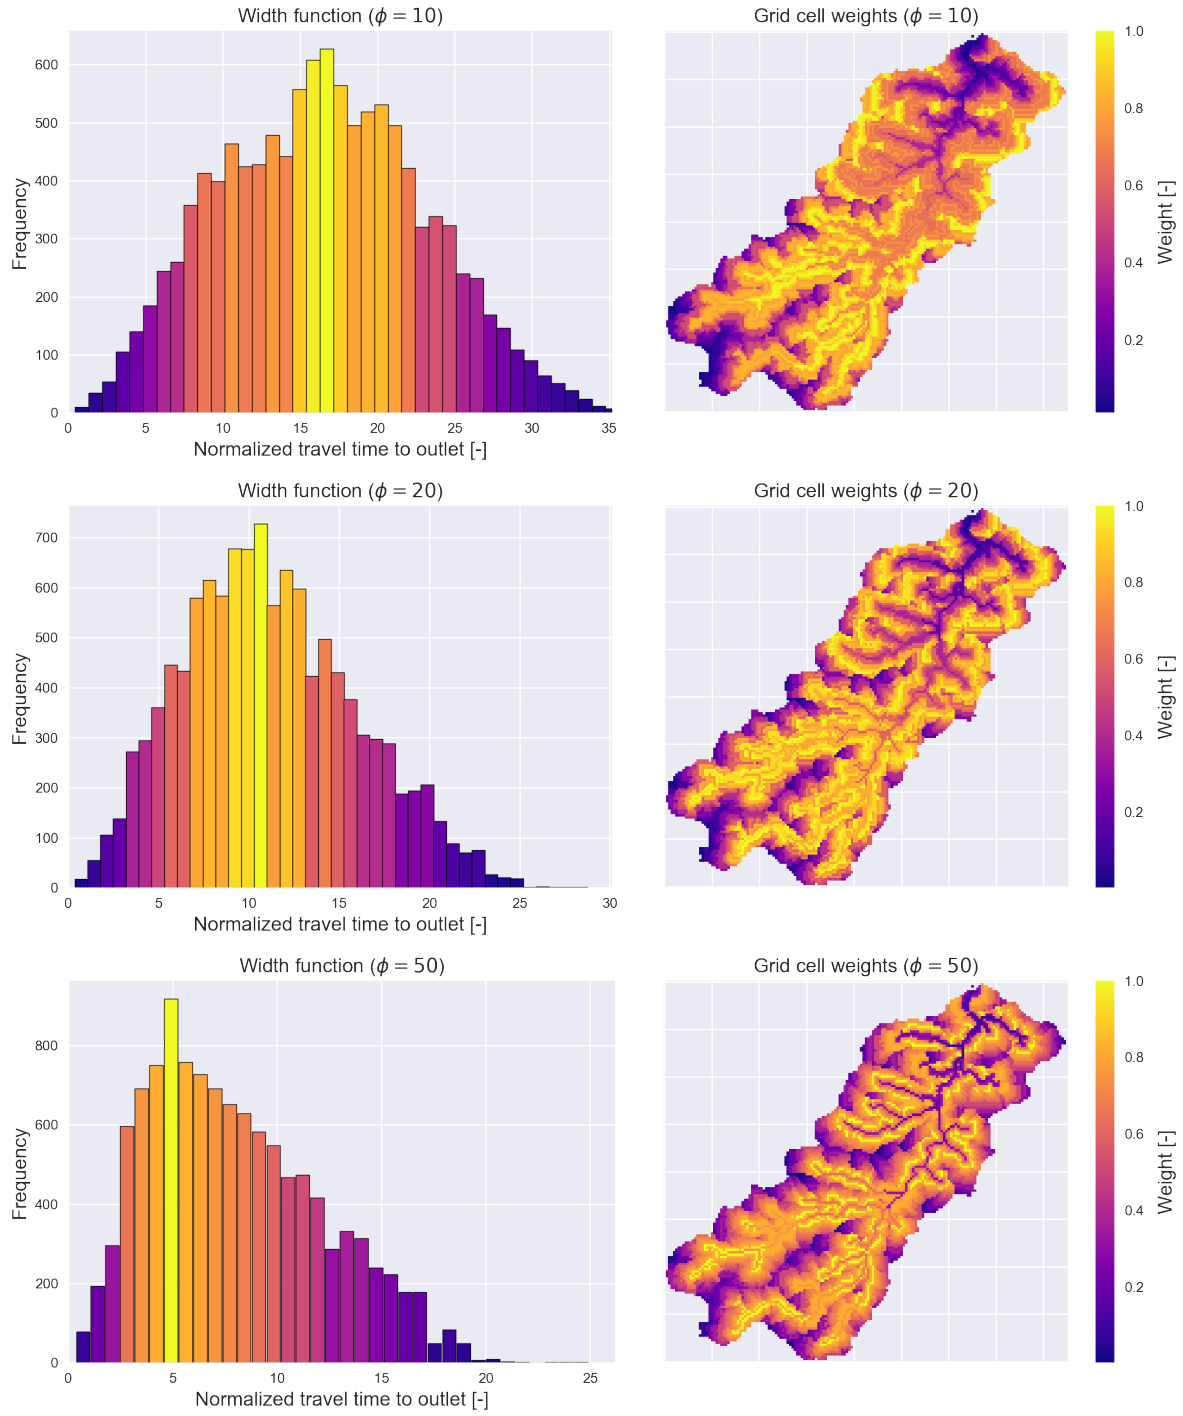 Width function (ϕ = 10)
Grid cell weights (ϕ = 10)
600
500
400
300
200
100
0
Frequency
0 5 10 15 20 25 30 35
Normalized travel time to outlet [-]
1.0
0.8
0.6
0.4
0.2
Weight [-]
Width function (ϕ = 20)
Grid cell weights (ϕ = 20)
700
600
500
400
300
200
100
0
Frequency
0 5 10 15 20 25 30
Normalized travel time to outlet [-]
1.0
0.8
0.6
0.4
0.2
Weight [-]
Width function (ϕ = 50)
Grid cell weights (ϕ = 50)
800
600
400
200
0
Frequency
0 5 10 15 20 25
Normalized travel time to outlet [-]
1.0
0.8
0.6
0.4
0.2
Weight [-]